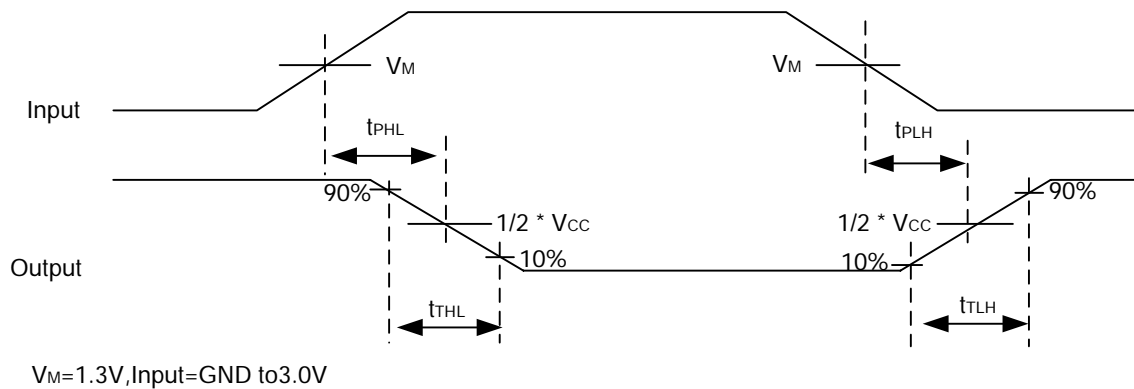 VM
VM
Input
tPHL
tPLH
90%
90%
1/2 * VCC
1/2 * VCC
10%
10%
Output
tTHL
tTLH
VM=1.3V,Input=GND to3.0V